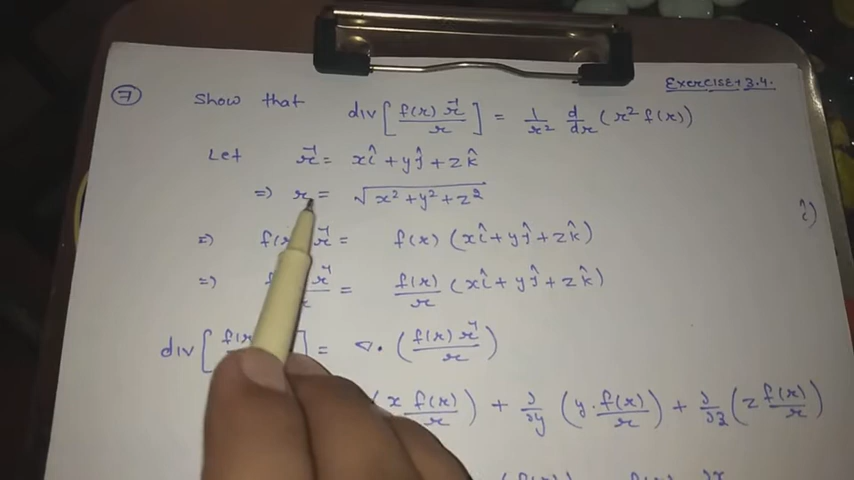 Exercise+3.4.
⑦ Show that div[f(r) r⃗ / r] = 1/r² d/dr (r² f(r))
Let r⃗ = xî + yĵ + zk̂
⇒ r = √(x² + y² + z²)
i)
⇒ f( r⃗ = f(r) (xî + yĵ + zk̂)
⇒ r⃗ = f(r)/r (xî + yĵ + zk̂)
div[ f(r ] = ∇ · (f(r) r⃗ / r)
(x f(r)/r) + ∂/∂y (y · f(r)/r) + ∂/∂z (z f(r)/r)